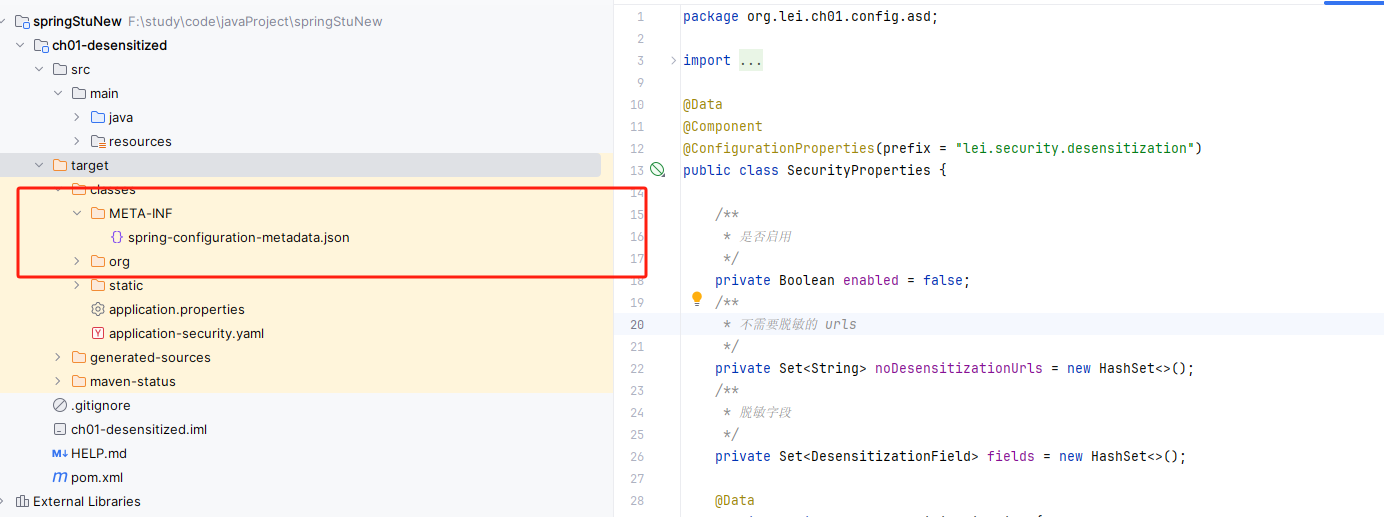 springStuNew F:\study\code\javaProject\springStuNew
ch01-desensitized
src
main
java
resources
target
classes
META-INF
spring-configuration-metadata.json
org
static
application.properties
application-security.yaml
generated-sources
maven-status
.gitignore
ch01-desensitized.iml
M↓ HELP.md
m pom.xml
External Libraries
1 package org.lei.ch01.config.asd;
2
3 import ...
9
10 @Data
11 @Component
12 @ConfigurationProperties(prefix = "lei.security.desensitization")
13 public class SecurityProperties {
14
15 /**
16 * 是否启用
17 */
18 private Boolean enabled = false;
19 /**
20 * 不需要脱敏的 urls
21 */
22 private Set<String> noDesensitizationUrls = new HashSet<>();
23 /**
24 * 脱敏字段
25 */
26 private Set<DesensitizationField> fields = new HashSet<>();
27
28 @Data